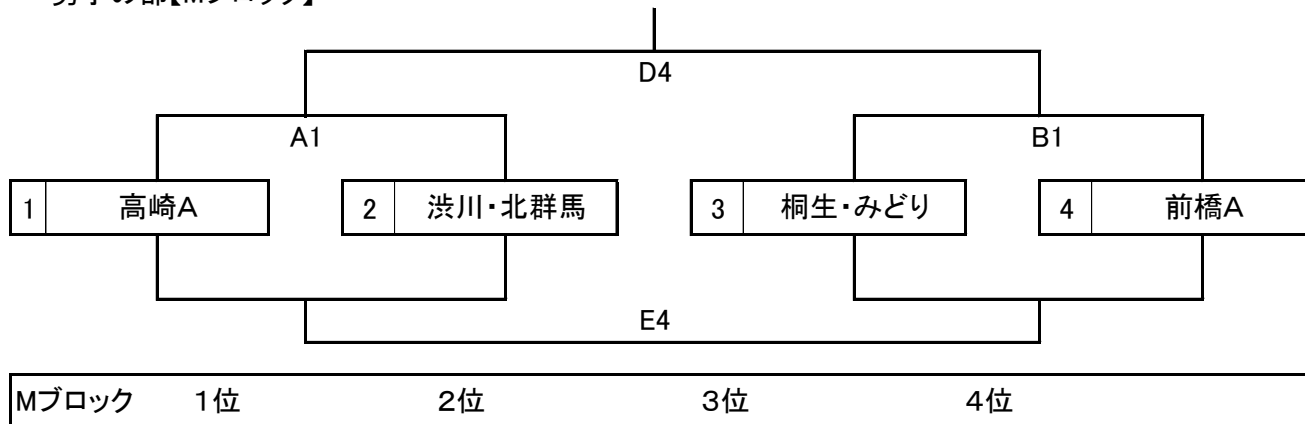 男子の部【Mブロック】
D4
A1
B1
1 高崎A
2 渋川・北群馬
3 桐生・みどり
4 前橋A
E4
Mブロック 1位 2位 3位 4位